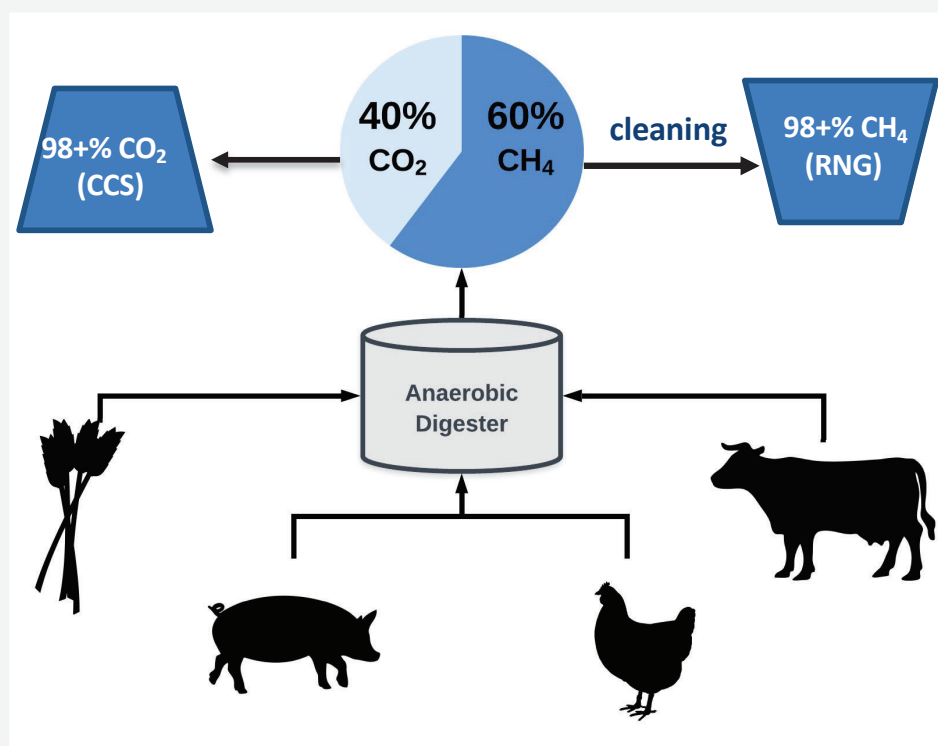 40%
CO₂
60%
CH₄
cleaning
98+% CO₂
(CCS)
98+% CH₄
(RNG)
Anaerobic
Digester